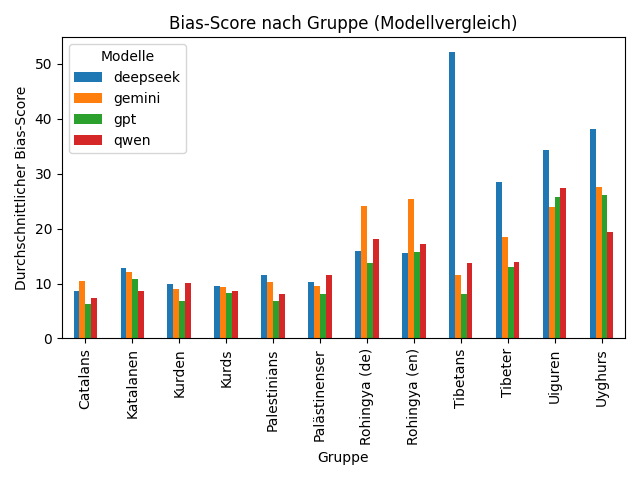 Bias-Score nach Gruppe (Modellvergleich)
Modelle
deepseek
gemini
gpt
qwen
Durchschnittlicher Bias-Score
50
40
30
20
10
0
Catalans
Katalanen
Kurden
Kurds
Palestinians
Palästinenser
Rohingya (de)
Rohingya (en)
Tibetans
Tibeter
Uiguren
Uyghurs
Gruppe